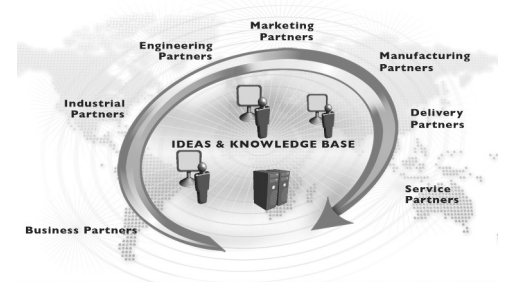 Marketing
Partners
Engineering
Partners
Manufacturing
Partners
Industrial
Partners
Delivery
Partners
IDEAS & KNOWLEDGE BASE
Service
Partners
Business Partners